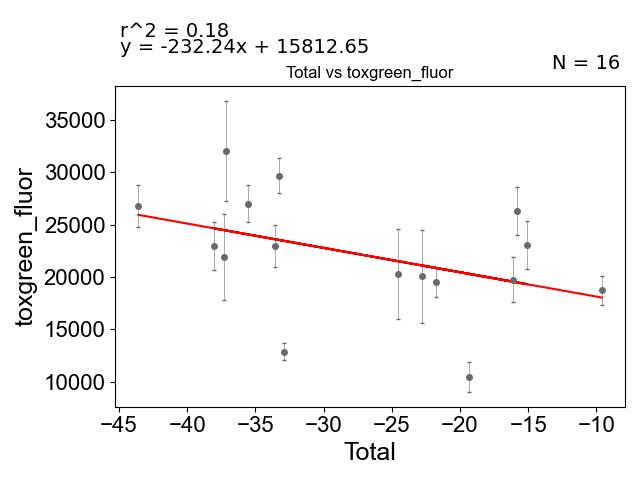 r^2 = 0.18
y = -232.24x + 15812.65
N = 16
Total vs toxgreen_fluor
35000
30000
25000
20000
15000
10000
toxgreen_fluor
−45 −40 −35 −30 −25 −20 −15 −10
Total